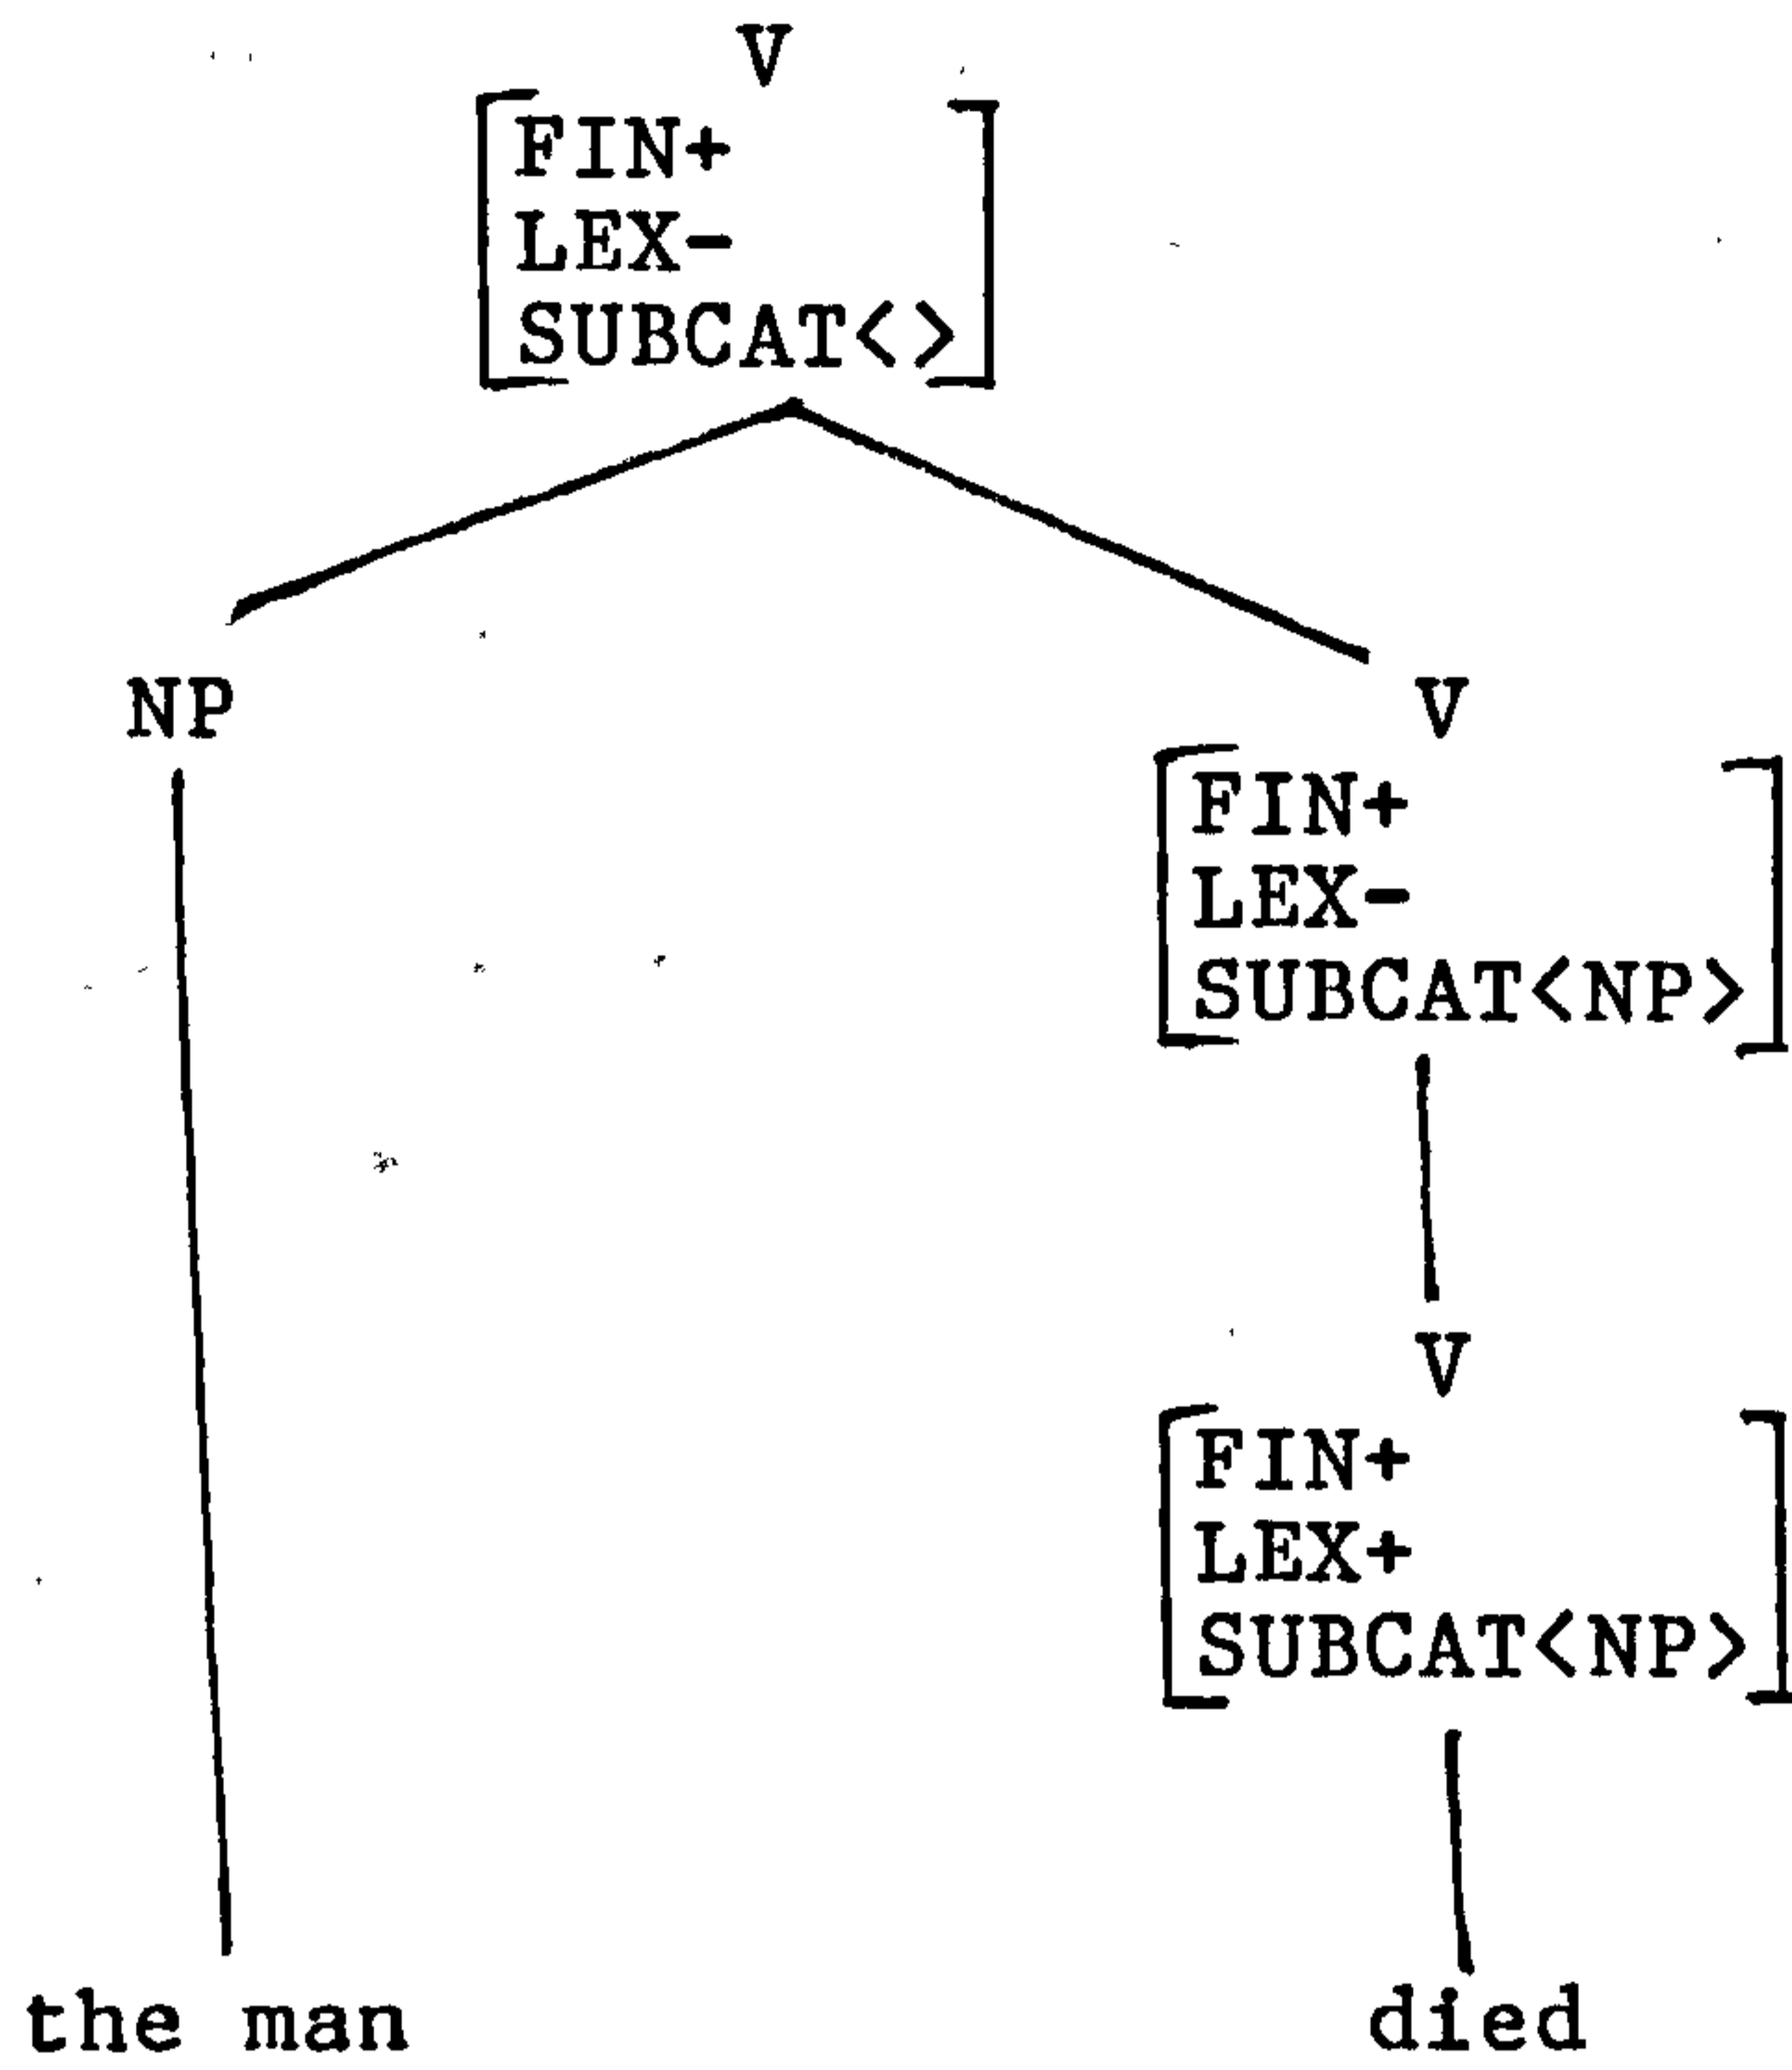 V
FIN+
LEX-
SUBCAT<>
NP
V
FIN+
LEX-
SUBCAT<NP>
V
FIN+
LEX+
SUBCAT<NP>
the man
died